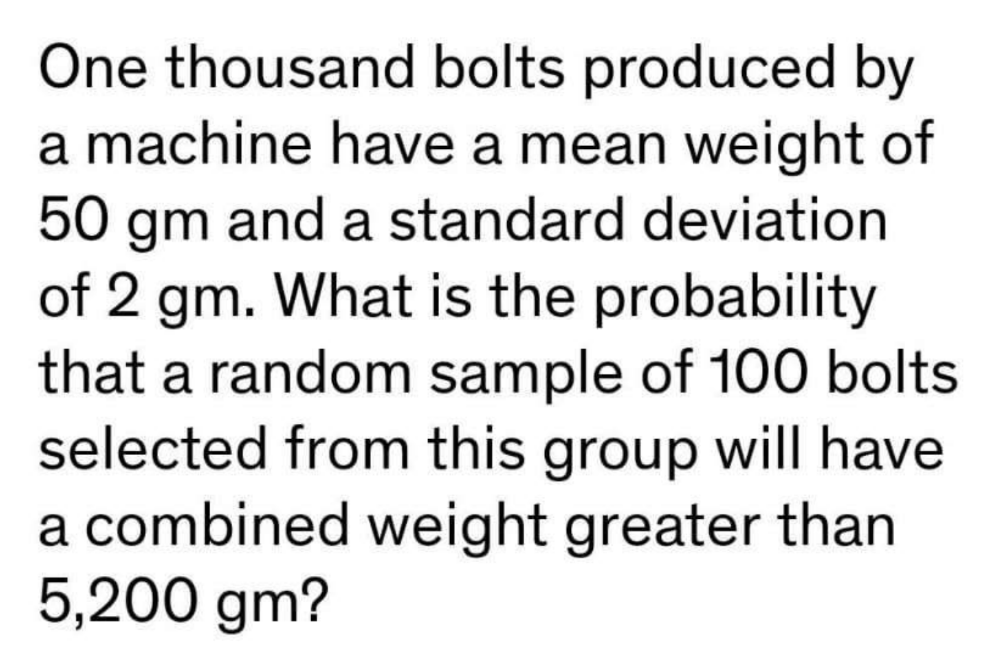 One thousand bolts produced by
a machine have a mean weight of
50 gm and a standard deviation
of 2 gm. What is the probability
that a random sample of 100 bolts
selected from this group will have
a combined weight greater than
5,200 gm?